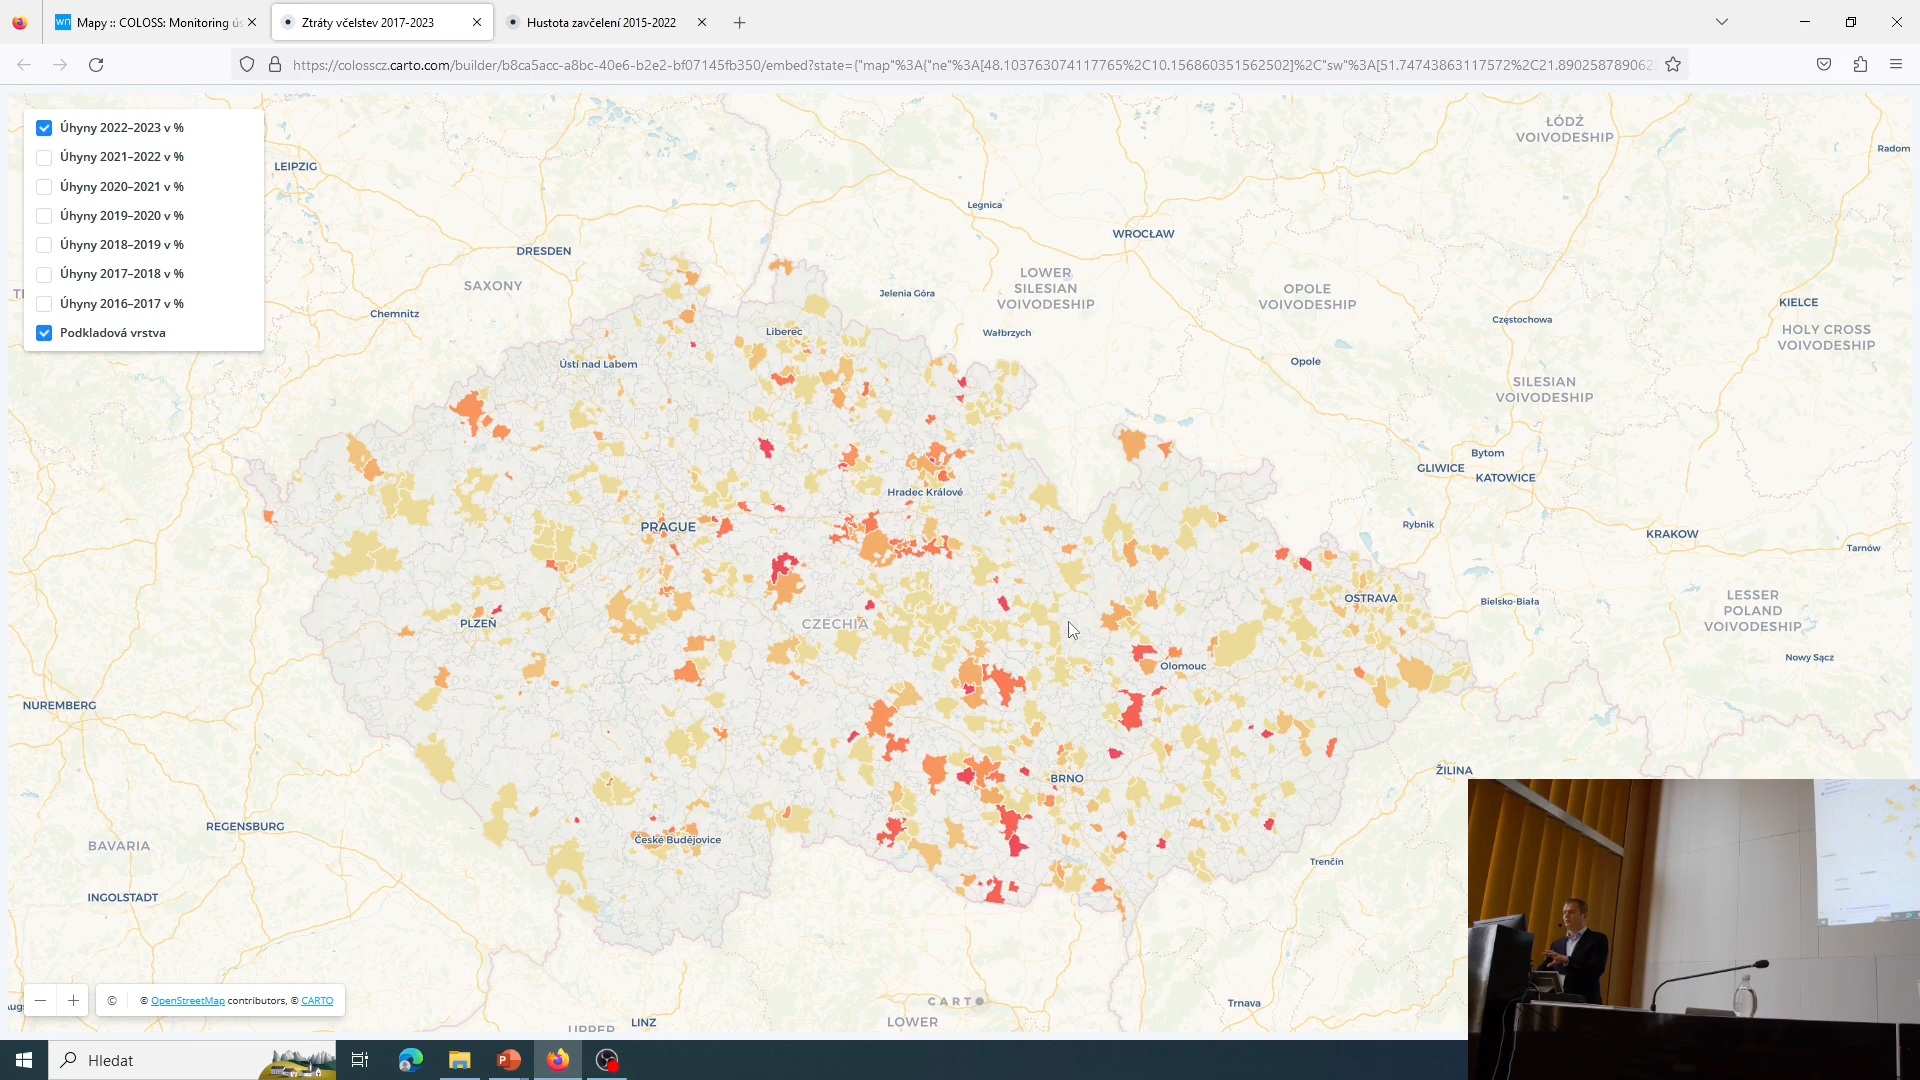 Mapy :: COLOSS: Monitoring ús
Ztráty včelstev 2017-2023
Hustota zavčelení 2015-2022
https://colosscz.carto.com/builder/b8ca5acc-a8bc-40e6-b2e2-bf07145fb350/embed?state={"map"%3A{"ne"%3A[48.103763074117765%2C10.156860351562502]%2C"sw"%3A[51.74743863117572%2C21.8902587890625
Úhyny 2022–2023 v %
Úhyny 2021–2022 v %
Úhyny 2020–2021 v %
Úhyny 2019–2020 v %
Úhyny 2018–2019 v %
Úhyny 2017–2018 v %
Úhyny 2016–2017 v %
Podkladová vrstva
LEIPZIG
ŁÓDŹ
VOIVODESHIP
Radom
Legnica
WROCŁAW
DRESDEN
SAXONY
LOWER
SILESIAN
VOIVODESHIP
OPOLE
VOIVODESHIP
Jelenia Góra
KIELCE
HOLY CROSS
VOIVODESHIP
Chemnitz
Częstochowa
Liberec
Wałbrzych
Ústí nad Labem
Opole
SILESIAN
VOIVODESHIP
Bytom
GLIWICE
KATOWICE
Hradec Králové
PRAGUE
Rybnik
KRAKOW
Tarnów
OSTRAVA
Bielsko-Biała
LESSER
POLAND
VOIVODESHIP
PLZEŇ
CZECHIA
Olomouc
Nowy Sącz
NUREMBERG
BRNO
ŽILINA
REGENSBURG
BAVARIA
České Budějovice
Trenčín
INGOLSTADT
© OpenStreetMap contributors, © CARTO
©
CARTO
Trnava
UPPER
LINZ
LOWER
Hledat